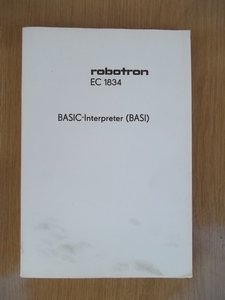 robotron
EC 1834
BASIC-Interpreter (BASI)